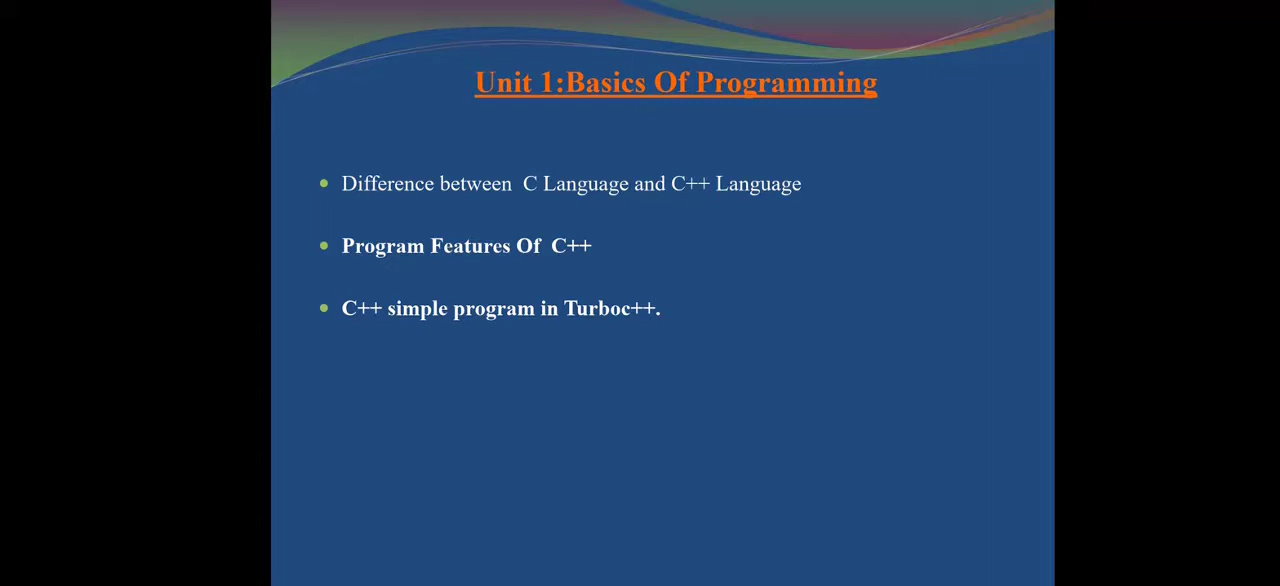 Unit 1:Basics Of Programming
Difference between  C Language and C++ Language
Program Features Of  C++
C++ simple program in Turboc++.